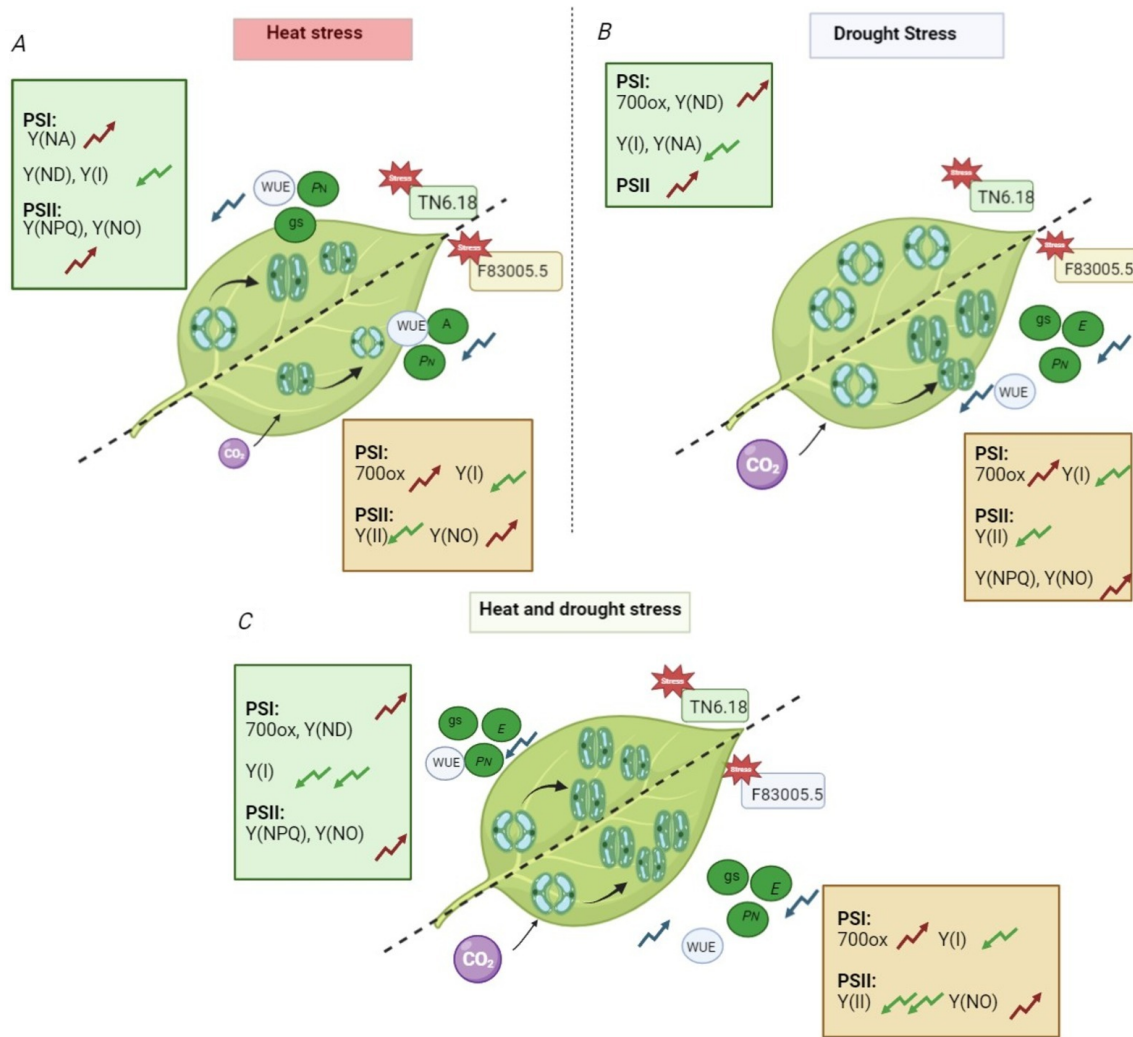 A
Heat stress
PSI:
Y(NA)
Y(ND), Y(I)
PSII:
Y(NPQ), Y(NO)
WUE
PN
gs
Stress
TN6.18
Stress
F83005.5
WUE
A
PN
CO2
PSI:
700ox Y(I)
PSII:
Y(II) Y(NO)
B
Drought Stress
PSI:
700ox, Y(ND)
Y(I), Y(NA)
PSII
Stress
TN6.18
Stress
F83005.5
gs
E
PN
WUE
CO2
PSI:
700ox Y(I)
PSII:
Y(II)
Y(NPQ), Y(NO)
C
Heat and drought stress
PSI:
700ox, Y(ND)
Y(I)
PSII:
Y(NPQ), Y(NO)
gs
E
WUE
PN
Stress
TN6.18
Stress
F83005.5
gs
E
PN
WUE
CO2
PSI:
700ox Y(I)
PSII:
Y(II) Y(NO)